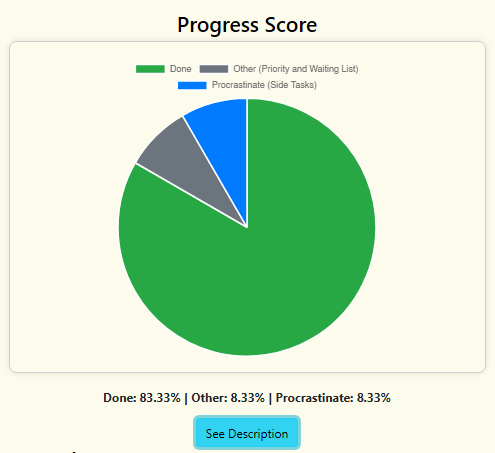 Progress Score
Done Other (Priority and Waiting List)
Procrastinate (Side Tasks)
Done: 83.33% | Other: 8.33% | Procrastinate: 8.33%
See Description